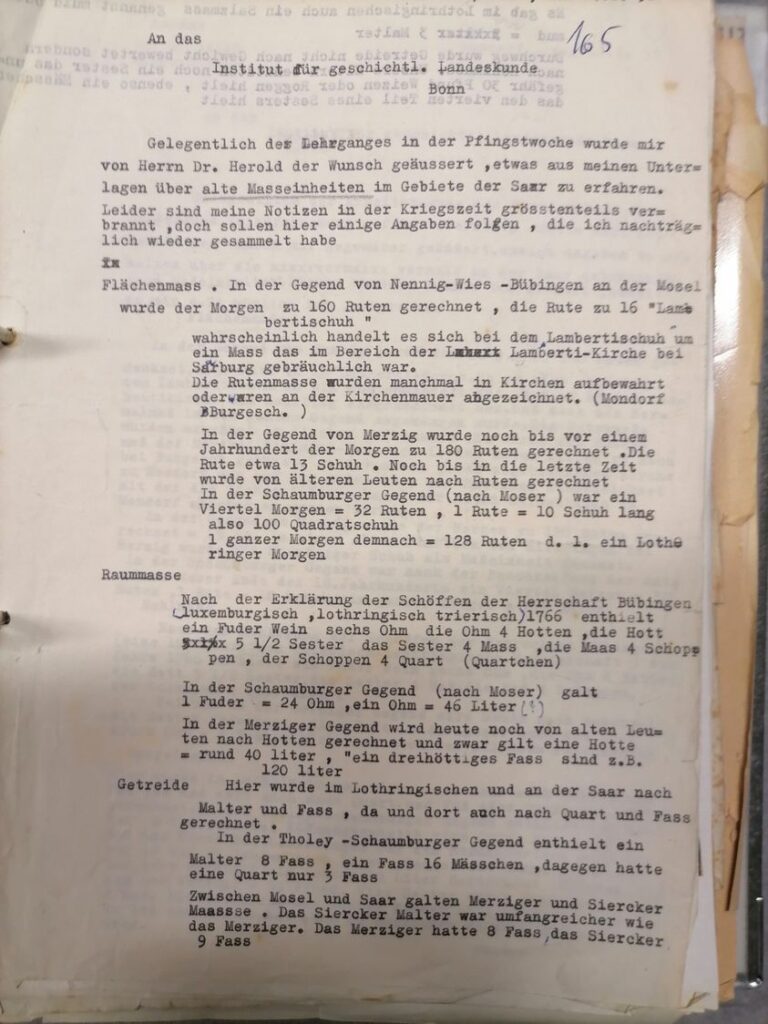 165
An das
Institut für geschichtl. Landeskunde
Bonn
Gelegentlich des Lehrganges in der Pfingstwoche wurde mir
von Herrn Dr. Herold der Wunsch geäussert ,etwas aus meinen Unter=
lagen über alte Masseinheiten im Gebiete der Saar zu erfahren.
Leider sind meine Notizen in der Kriegszeit grösstenteils ver=
brannt ,doch sollen hier einige Angaben folgen , die ich nachträg=
lich wieder gesammelt habe
Flächenmass . In der Gegend von Nennig-Wies -Bübingen an der Mosel
wurde der Morgen zu 160 Ruten gerechnet , die Rute zu 16 "Lam
bertischuh "
wahrscheinlich handelt es sich bei dem Lambertischuh um
ein Mass das im Bereich der Lamberti-Kirche bei
Sarburg gebräuchlich war.
Die Rutenmasse wurden manchmal in Kirchen aufbewahrt
oder waren an der Kirchenmauer angezeichnet. (Mondorf
BBurgesch. )
In der Gegend von Merzig wurde noch bis vor einem
Jahrhundert der Morgen zu 180 Ruten gerechnet .Die
Rute etwa 13 Schuh . Noch bis in die letzte Zeit
wurde von älteren Leuten nach Ruten gerechnet
In der Schaumburger Gegend (nach Moser ) war ein
Viertel Morgen = 32 Ruten , 1 Rute = 10 Schuh lang
also 100 Quadratschuh
1 ganzer Morgen demnach = 128 Ruten d. i. ein Loth
ringer Morgen
Raummasse
Nach der Erklärung der Schöffen der Herrschaft Bübingen
(luxemburgisch ,lothringisch trierisch)1766 enthielt
ein Fuder Wein sechs Ohm die Ohm 4 Hotten ,die Hott
5 1/2 Sester das Sester 4 Mass ,die Maas 4 Schop
pen , der Schoppen 4 Quart (Quartchen)
In der Schaumburger Gegend (nach Moser) galt
1 Fuder = 24 Ohm ,ein Ohm = 46 Liter (?)
In der Merziger Gegend wird heute noch von alten Leu=
ten nach Hotten gerechnet und zwar gilt eine Hotte
= rund 40 liter , "ein dreihöttiges Fass sind z.B.
120 liter
Getreide Hier wurde im Lothringischen und an der Saar nach
Malter und Fass , da und dort auch nach Quart und Fass
gerechnet .
In der Tholey -Schaumburger Gegend enthielt ein
Malter 8 Fass , ein Fass 16 Mässchen ,dagegen hatte
eine Quart nur 3 Fass
Zwischen Mosel und Saar galten Merziger und Siercker
Maassse . Das Siercker Malter war umfangreicher wie
das Merziger. Das Merziger hatte 8 Fass ,das Siercker
9 Fass